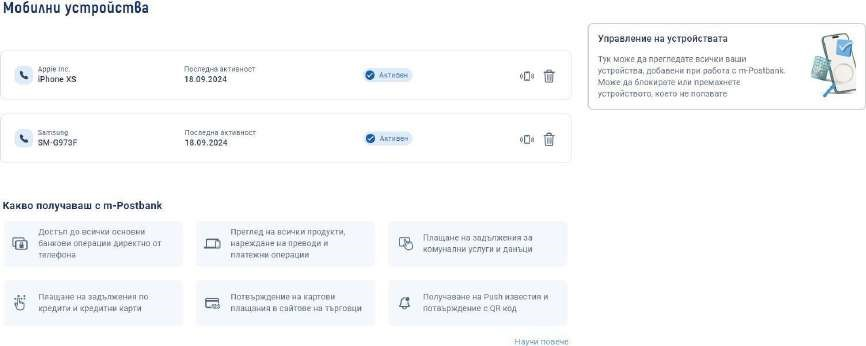 Мобилни устройства
Apple Inc.
iPhone XS
Последна активност
18.09.2024
Активен
Samsung
SM-G973F
Последна активност
18.09.2024
Активен
Управление на устройствата
Тук може да прегледате всички ваши
устройства, добавени при работа с m-Postbank.
Може да блокирате или премахнете
устройството, което не ползвате
Какво получаваш с m-Postbank
Достъп до всички основни
банкови операции директно от
телефона
Преглед на всички продукти,
нареждане на преводи и
платежни операции
Плащане на задължения за
комунални услуги и данъци
Плащане на задължения по
кредити и кредитни карти
Потвърждение на картови
плащания в сайтове на търговци
Получаване на Push известия и
потвърждение с QR код
Научи повече